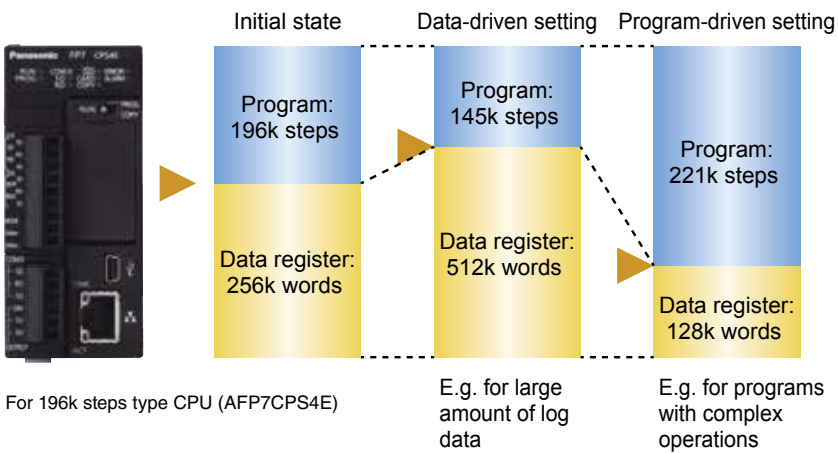 Initial state
Data-driven setting
Program-driven setting
Panasonic FP7 CPS4E
Program:
196k steps
Program:
145k steps
Program:
221k steps
Data register:
256k words
Data register:
512k words
Data register:
128k words
For 196k steps type CPU (AFP7CPS4E)
E.g. for large
amount of log
data
E.g. for programs
with complex
operations